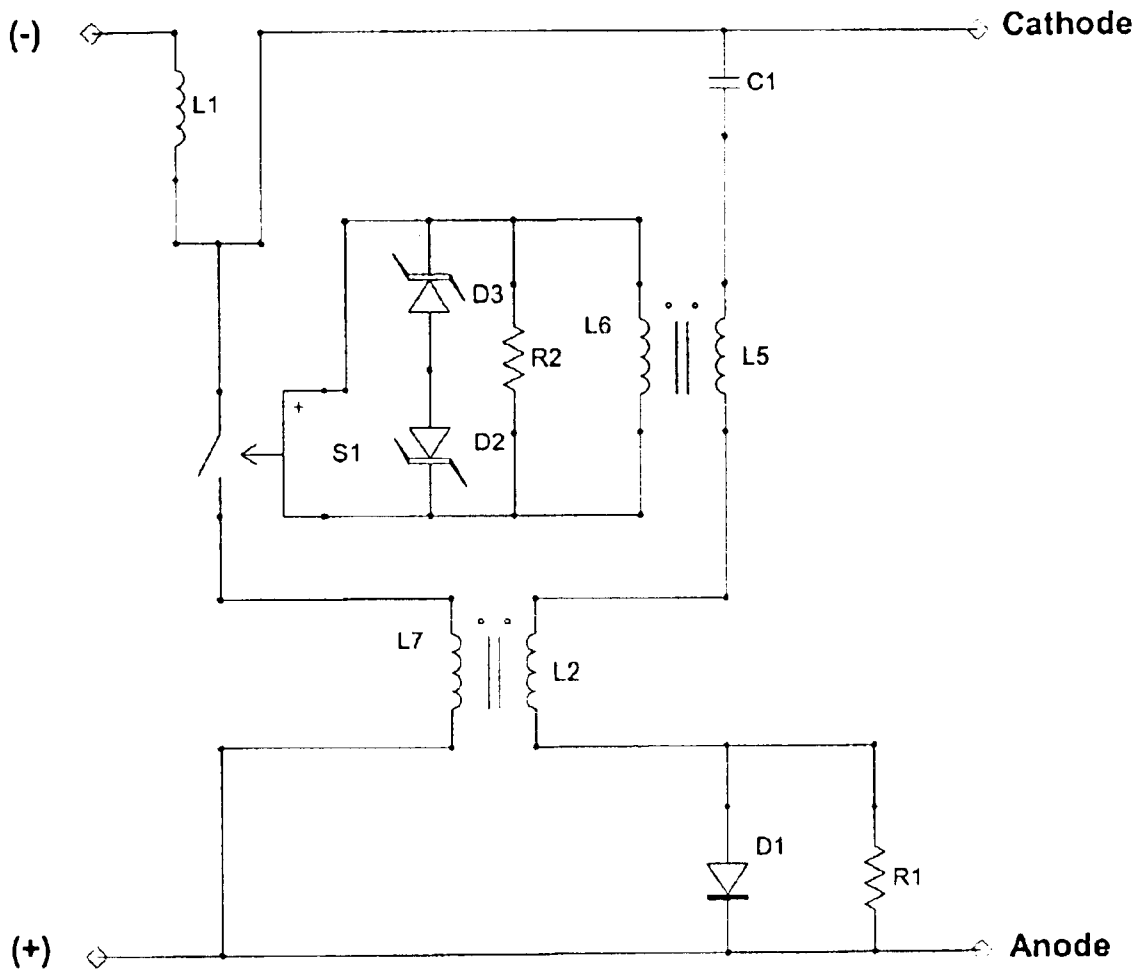 (-)
Cathode
L1
C1
D3
L6
R2
L5
+
S1
D2
L7
L2
D1
R1
(+)
Anode